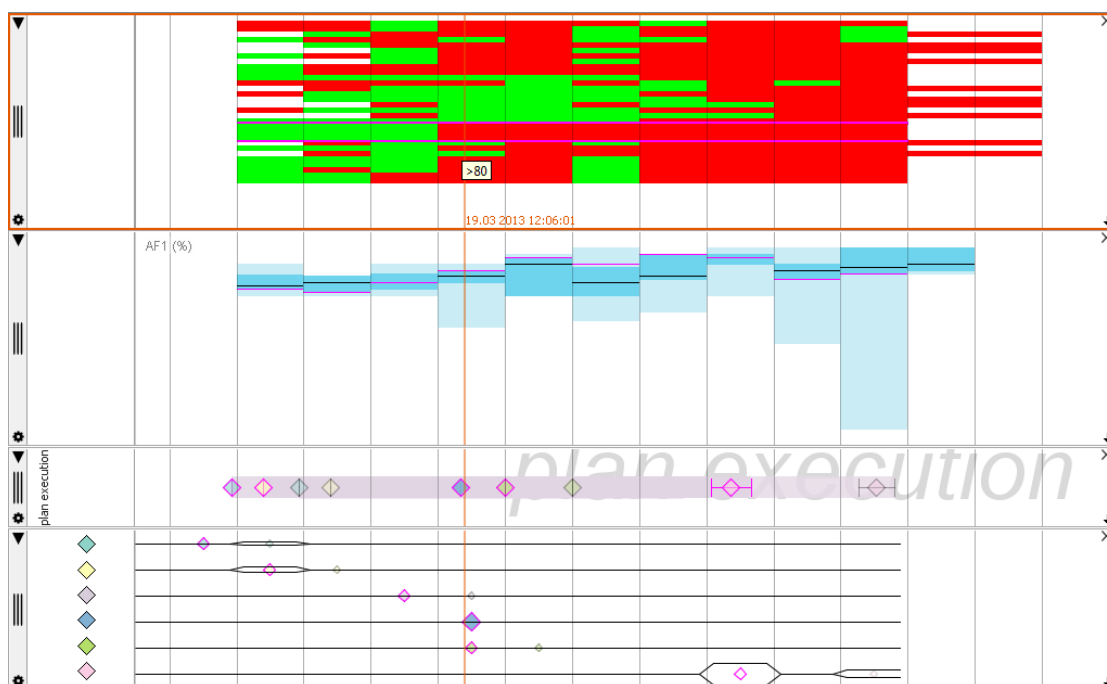 >80
19.03 2013 12:06:01
AF1 (%)
plan execution
plan execution